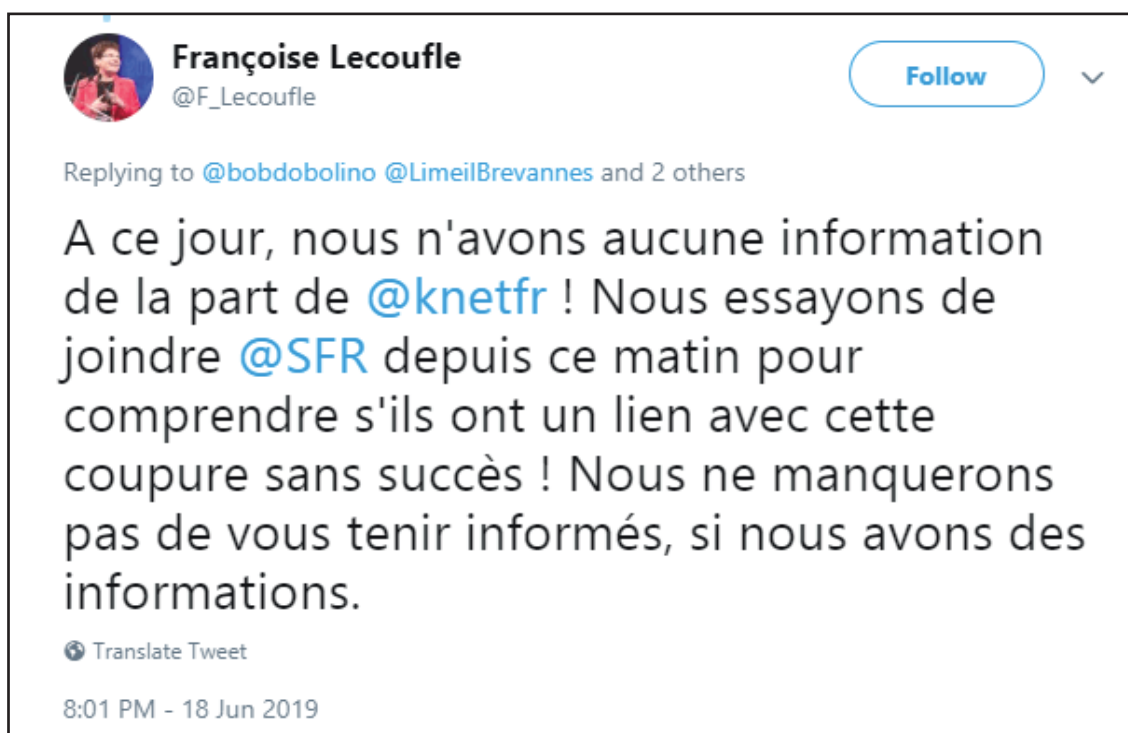 Françoise Lecoufle
@F_Lecoufle
Follow
Replying to @bobdobolino @LimeilBrevannes and 2 others
A ce jour, nous n'avons aucune information
de la part de @knetfr ! Nous essayons de
joindre @SFR depuis ce matin pour
comprendre s'ils ont un lien avec cette
coupure sans succès ! Nous ne manquerons
pas de vous tenir informés, si nous avons des
informations.
Translate Tweet
8:01 PM - 18 Jun 2019